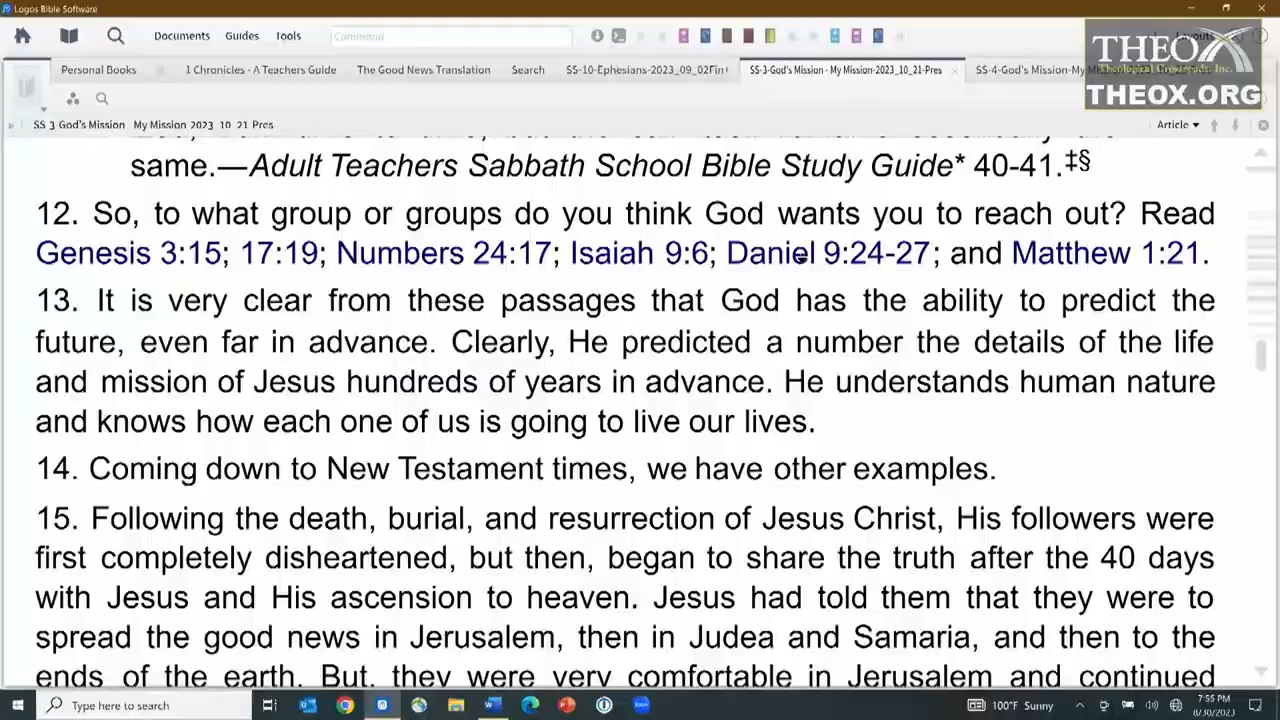 Logos Bible Software
Documents Guides Tools Command
THEOX
Theological Crossroads, Inc.
THEOX.ORG
Personal Books 1 Chronicles - A Teachers Guide The Good News Translation Search SS-10-Ephesians-2023_09_02Fin SS-3-God's Mission - My Mission-2023_10_21-Pres SS-4-God's Mission-My
SS 3 God's Mission My Mission 2023 10 21 Pres Article
same.—Adult Teachers Sabbath School Bible Study Guide* 40-41.‡§
12. So, to what group or groups do you think God wants you to reach out? Read
Genesis 3:15; 17:19; Numbers 24:17; Isaiah 9:6; Daniel 9:24-27; and Matthew 1:21.
13. It is very clear from these passages that God has the ability to predict the
future, even far in advance. Clearly, He predicted a number the details of the life
and mission of Jesus hundreds of years in advance. He understands human nature
and knows how each one of us is going to live our lives.
14. Coming down to New Testament times, we have other examples.
15. Following the death, burial, and resurrection of Jesus Christ, His followers were
first completely disheartened, but then, began to share the truth after the 40 days
with Jesus and His ascension to heaven. Jesus had told them that they were to
spread the good news in Jerusalem, then in Judea and Samaria, and then to the
ends of the earth. But, they were very comfortable in Jerusalem and continued
Type here to search 100°F Sunny 7:55 PM
8/30/2023